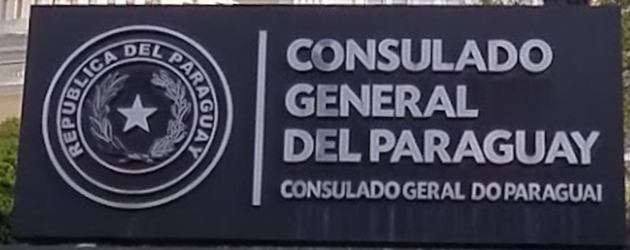 REPUBLICA DEL PARAGUAY
CONSULADO
GENERAL
DEL PARAGUAY
CONSULADO GERAL DO PARAGUAI